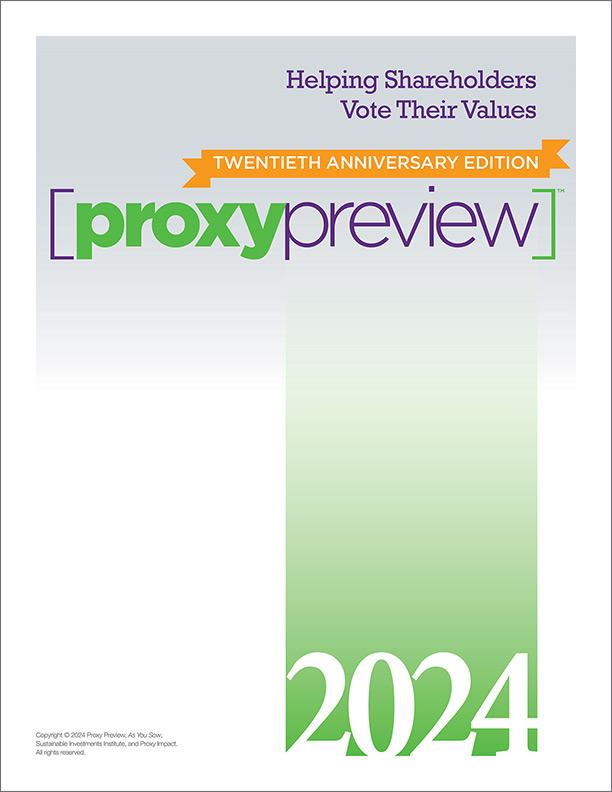 Helping Shareholders
Vote Their Values
TWENTIETH ANNIVERSARY EDITION
[proxypreview]™
2024
Copyright © 2024 Proxy Preview, As You Sow,
Sustainable Investments Institute, and Proxy Impact.
All rights reserved.